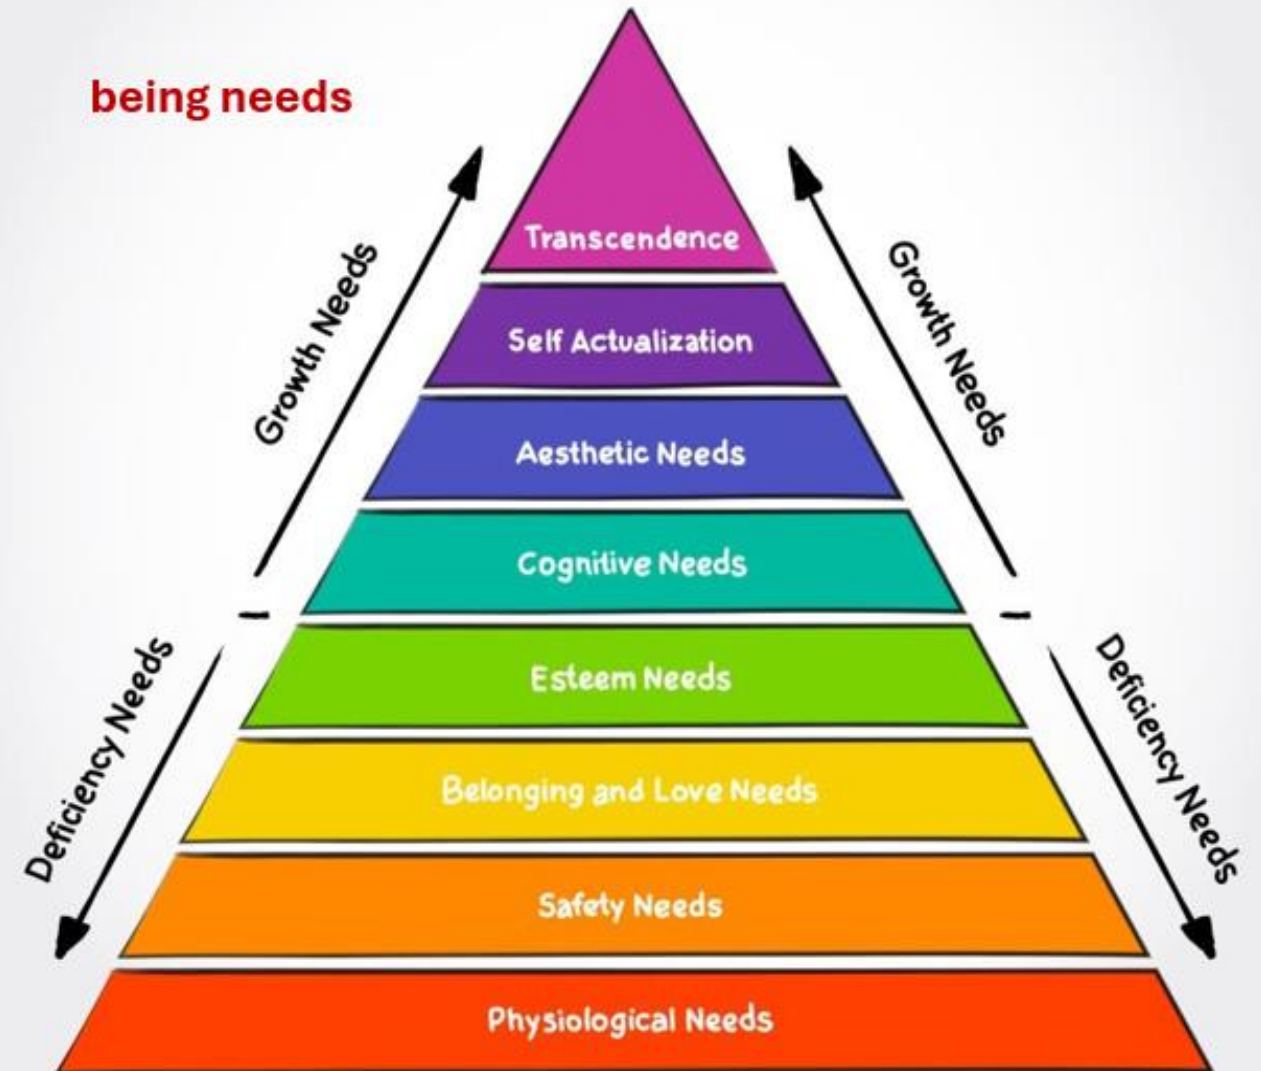 being needs
Transcendence
Growth Needs
Growth Needs
Self Actualization
Aesthetic Needs
Cognitive Needs
Deficiency Needs
Deficiency Needs
Esteem Needs
Belonging and Love Needs
Safety Needs
Physiological Needs